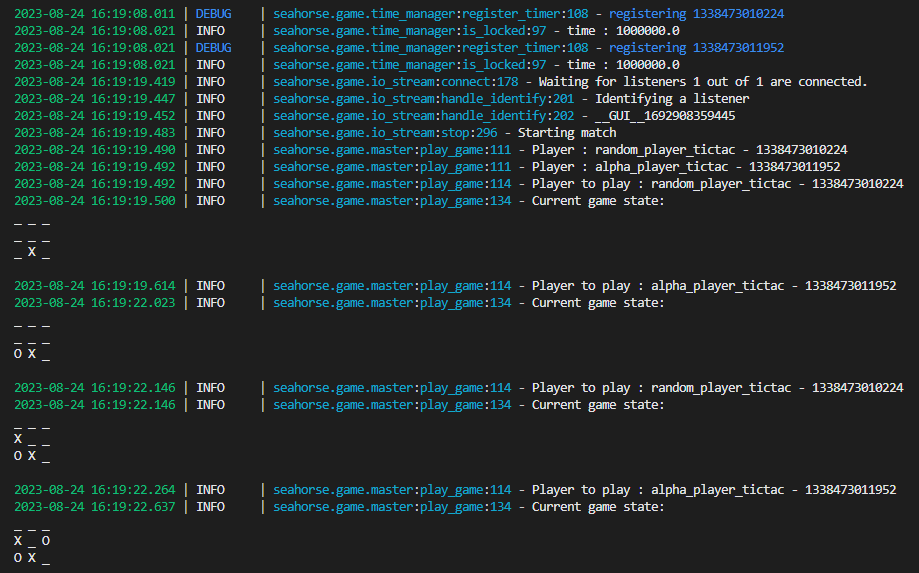 2023-08-24 16:19:08.011 | DEBUG    | seahorse.game.time_manager:register_timer:108 - registering 1338473010224
2023-08-24 16:19:08.021 | INFO     | seahorse.game.time_manager:is_locked:97 - time : 1000000.0
2023-08-24 16:19:08.021 | DEBUG    | seahorse.game.time_manager:register_timer:108 - registering 1338473011952
2023-08-24 16:19:08.021 | INFO     | seahorse.game.time_manager:is_locked:97 - time : 1000000.0
2023-08-24 16:19:19.419 | INFO     | seahorse.game.io_stream:connect:178 - Waiting for listeners 1 out of 1 are connected.
2023-08-24 16:19:19.447 | INFO     | seahorse.game.io_stream:handle_identify:201 - Identifying a listener
2023-08-24 16:19:19.452 | INFO     | seahorse.game.io_stream:handle_identify:202 - __GUI__1692908359445
2023-08-24 16:19:19.483 | INFO     | seahorse.game.io_stream:stop:296 - Starting match
2023-08-24 16:19:19.490 | INFO     | seahorse.game.master:play_game:111 - Player : random_player_tictac - 1338473010224
2023-08-24 16:19:19.492 | INFO     | seahorse.game.master:play_game:111 - Player : alpha_player_tictac - 1338473011952
2023-08-24 16:19:19.492 | INFO     | seahorse.game.master:play_game:114 - Player to play : random_player_tictac - 1338473010224
2023-08-24 16:19:19.500 | INFO     | seahorse.game.master:play_game:134 - Current game state:
_ _ _
_ _ _
_ X _
2023-08-24 16:19:19.614 | INFO     | seahorse.game.master:play_game:114 - Player to play : alpha_player_tictac - 1338473011952
2023-08-24 16:19:22.023 | INFO     | seahorse.game.master:play_game:134 - Current game state:
_ _ _
_ _ _
O X _
2023-08-24 16:19:22.146 | INFO     | seahorse.game.master:play_game:114 - Player to play : random_player_tictac - 1338473010224
2023-08-24 16:19:22.146 | INFO     | seahorse.game.master:play_game:134 - Current game state:
_ _ _
X _ _
O X _
2023-08-24 16:19:22.264 | INFO     | seahorse.game.master:play_game:114 - Player to play : alpha_player_tictac - 1338473011952
2023-08-24 16:19:22.637 | INFO     | seahorse.game.master:play_game:134 - Current game state:
_ _ _
X _ O
O X _